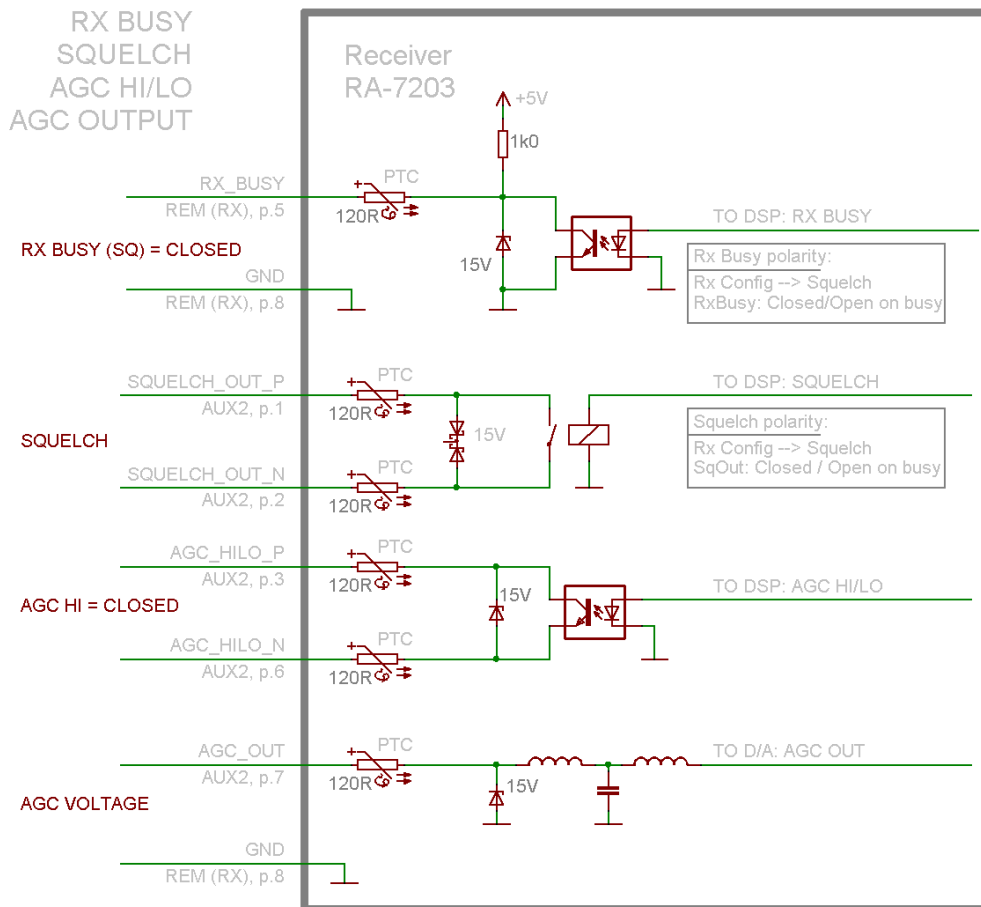 RX BUSY
SQUELCH
AGC HI/LO
AGC OUTPUT
Receiver
RA-7203
+5V
1k0
RX_BUSY
PTC
REM (RX), p.5
120R
TO DSP: RX BUSY
RX BUSY (SQ) = CLOSED
15V
Rx Busy polarity:
Rx Config --> Squelch
RxBusy: Closed/Open on busy
GND
REM (RX), p.8
SQUELCH_OUT_P
PTC
AUX2, p.1
120R
TO DSP: SQUELCH
SQUELCH
15V
Squelch polarity:
Rx Config --> Squelch
SqOut: Closed / Open on busy
SQUELCH_OUT_N
PTC
AUX2, p.2
120R
AGC_HILO_P
PTC
AUX2, p.3
120R
TO DSP: AGC HI/LO
AGC HI = CLOSED
15V
AGC_HILO_N
PTC
AUX2, p.6
120R
AGC_OUT
PTC
AUX2, p.7
120R
TO D/A: AGC OUT
15V
AGC VOLTAGE
GND
REM (RX), p.8